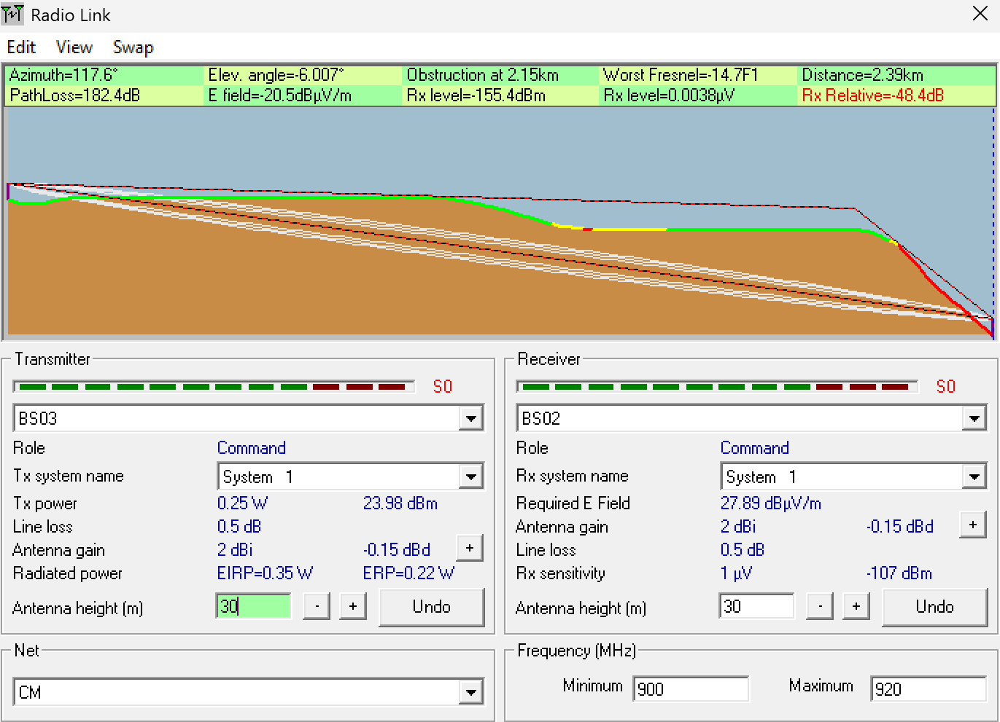 Radio Link
Edit View Swap
Azimuth=117.6° Elev. angle=-6.007° Obstruction at 2.15km Worst Fresnel=-14.7F1 Distance=2.39km
PathLoss=182.4dB E field=-20.5dBµV/m Rx level=-155.4dBm Rx level=0.0038µV Rx Relative=-48.4dB
Transmitter
S0
BS03
Role Command
Tx system name System 1
Tx power 0.25 W 23.98 dBm
Line loss 0.5 dB
Antenna gain 2 dBi -0.15 dBd +
Radiated power EIRP=0.35 W ERP=0.22 W
Antenna height (m) 30 - + Undo
Receiver
S0
BS02
Role Command
Rx system name System 1
Required E Field 27.89 dBµV/m
Antenna gain 2 dBi -0.15 dBd +
Line loss 0.5 dB
Rx sensitivity 1 µV -107 dBm
Antenna height (m) 30 - + Undo
Net
CM
Frequency (MHz)
Minimum 900 Maximum 920